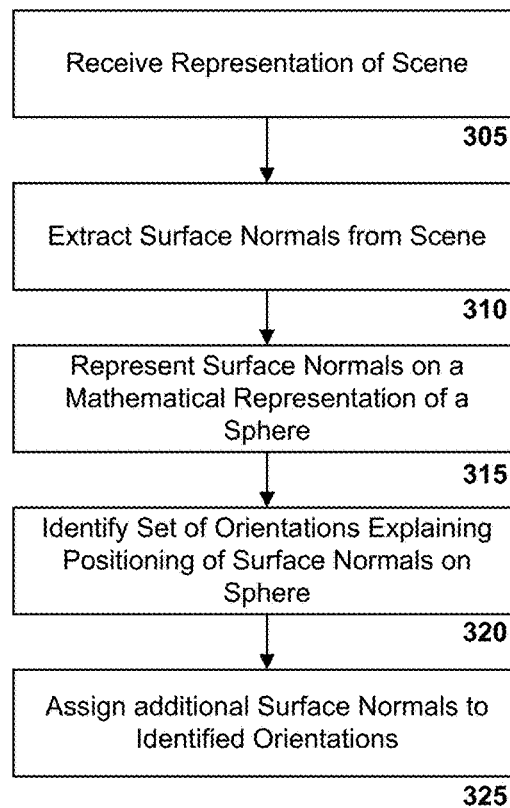 Receive Representation of Scene
305
Extract Surface Normals from Scene
310
Represent Surface Normals on a
Mathematical Representation of a
Sphere
315
Identify Set of Orientations Explaining
Positioning of Surface Normals on
Sphere
320
Assign additional Surface Normals to
Identified Orientations
325